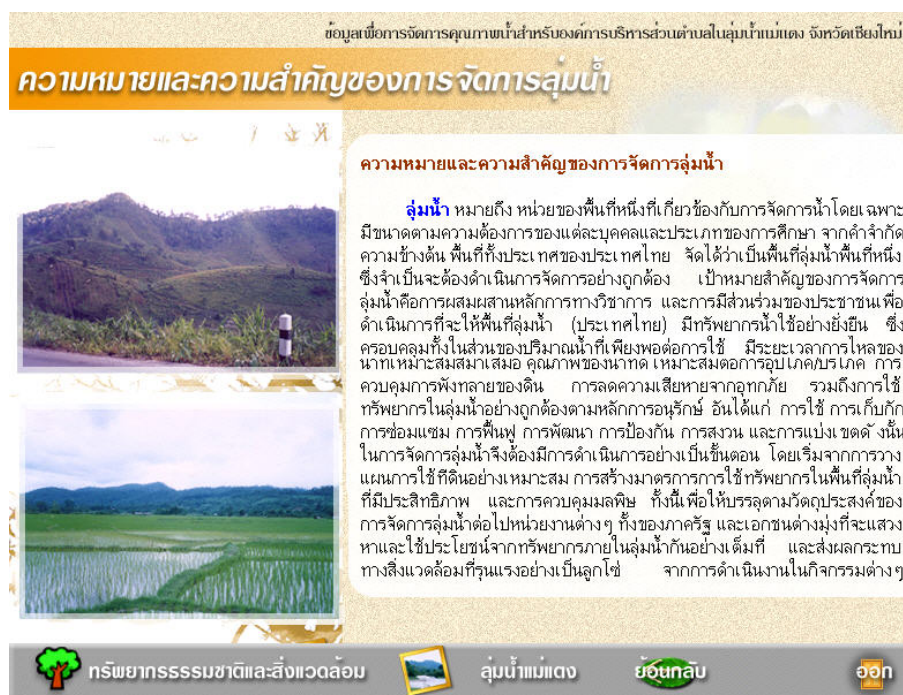 ข้อมูลเพื่อการจัดการคุณภาพน้ำสำหรับองค์การบริหารส่วนตำบลในลุ่มน้ำแม่แตง จังหวัดเชียงใหม่
ความหมายและความสำคัญของการจัดการลุ่มน้ำ
ความหมายและความสำคัญของการจัดการลุ่มน้ำ
ลุ่มน้ำ หมายถึง หน่วยของพื้นที่หนึ่งที่เกี่ยวข้องกับการจัดการน้ำโดยเฉพาะ
มีขนาดตามความต้องการของแต่ละบุคคลและประเภทของการศึกษา จากคำจำกัด
ความข้างต้น พื้นที่ทั้งประเทศของประเทศไทย จัดได้ว่าเป็นพื้นที่ลุ่มน้ำพื้นที่หนึ่ง
ซึ่งจำเป็นจะต้องดำเนินการจัดการอย่างถูกต้อง เป้าหมายสำคัญของการจัดการ
ลุ่มน้ำคือการผสมผสานหลักการทางวิชาการ และการมีส่วนร่วมของประชาชนเพื่อ
ดำเนินการที่จะให้พื้นที่ลุ่มน้ำ (ประเทศไทย) มีทรัพยากรน้ำใช้อย่างยั่งยืน ซึ่ง
ครอบคลุมทั้งในส่วนของปริมาณน้ำที่เพียงพอต่อการใช้ มีระยะเวลาการไหลของ
น้ำที่เหมาะสมสม่ำเสมอ คุณภาพของน้ำที่ดี เหมาะสมต่อการอุปโภค/บริโภค การ
ควบคุมการพังทลายของดิน การลดความเสียหายจากอุทกภัย รวมถึงการใช้
ทรัพยากรในลุ่มน้ำอย่างถูกต้องตามหลักการอนุรักษ์ อันได้แก่ การใช้ การเก็บกัก
การซ่อมแซม การฟื้นฟู การพัฒนา การป้องกัน การสงวน และการแบ่งเขตดังนั้น
ในการจัดการลุ่มน้ำจึงต้องมีการดำเนินการอย่างเป็นขั้นตอน โดยเริ่มจากการวาง
แผนการใช้ที่ดินอย่างเหมาะสม การสร้างมาตรการการใช้ทรัพยากรในพื้นที่ลุ่มน้ำ
ที่มีประสิทธิภาพ และการควบคุมมลพิษ ทั้งนี้เพื่อให้บรรลุตามวัตถุประสงค์ของ
การจัดการลุ่มน้ำต่อไปหน่วยงานต่างๆ ทั้งของภาครัฐ และเอกชนต่างมุ่งที่จะแสวง
หาและใช้ประโยชน์จากทรัพยากรภายในลุ่มน้ำกันอย่างเต็มที่ และส่งผลกระทบ
ทางสิ่งแวดล้อมที่รุนแรงอย่างเป็นลูกโซ่ จากการดำเนินงานในกิจกรรมต่างๆ
ทรัพยากรธรรมชาติและสิ่งแวดล้อม ลุ่มน้ำแม่แตง ย้อนกลับ ออก